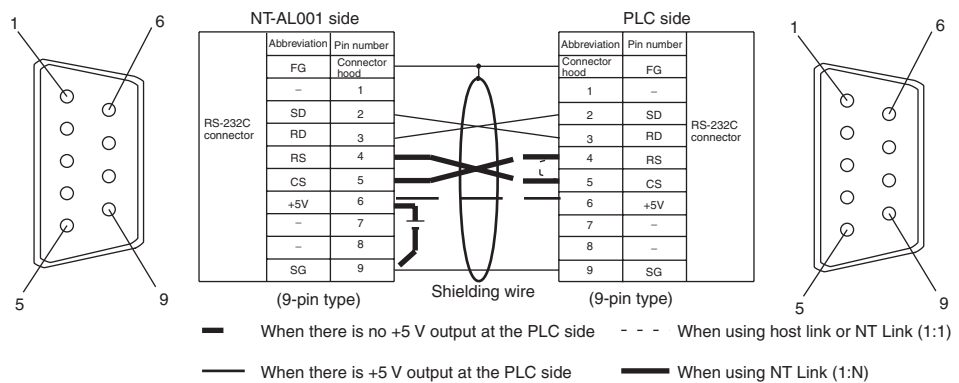 NT-AL001 side
PLC side
1
6
5
9
RS-232C connector
Abbreviation Pin number
FG Connector hood
– 1
SD 2
RD 3
RS 4
CS 5
+5V 6
– 7
– 8
SG 9
(9-pin type)
Shielding wire
Abbreviation Pin number
Connector hood FG
1 –
2 SD
3 RD
4 RS
5 CS
6 +5V
7 –
8 –
9 SG
RS-232C connector
(9-pin type)
1
6
5
9
When there is no +5 V output at the PLC side
When using host link or NT Link (1:1)
When there is +5 V output at the PLC side
When using NT Link (1:N)